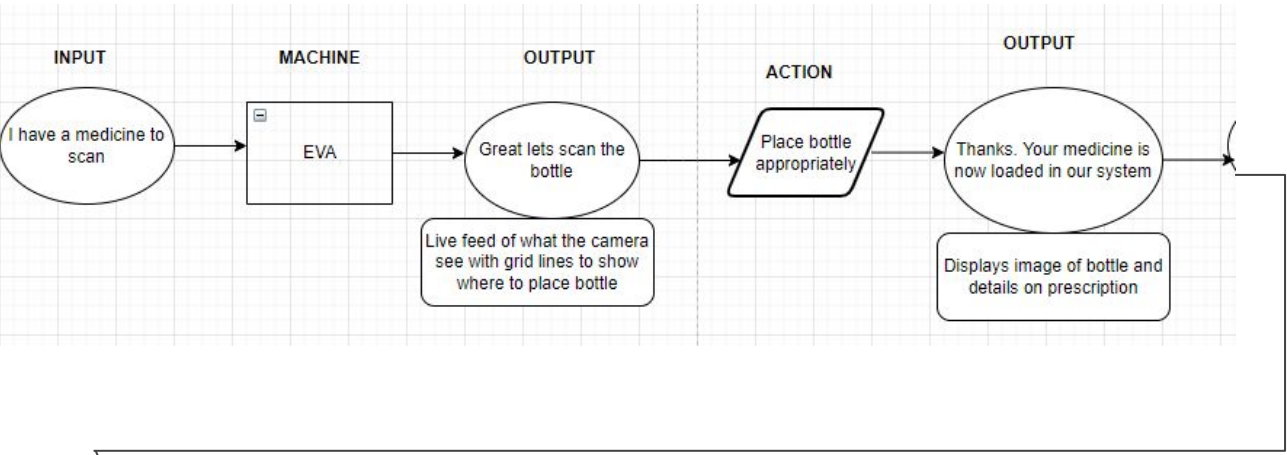 INPUT
MACHINE
OUTPUT
ACTION
OUTPUT
I have a medicine to
scan
EVA
Great lets scan the
bottle
Live feed of what the camera
see with grid lines to show
where to place bottle
Place bottle
appropriately
Thanks. Your medicine is
now loaded in our system
Displays image of bottle and
details on prescription